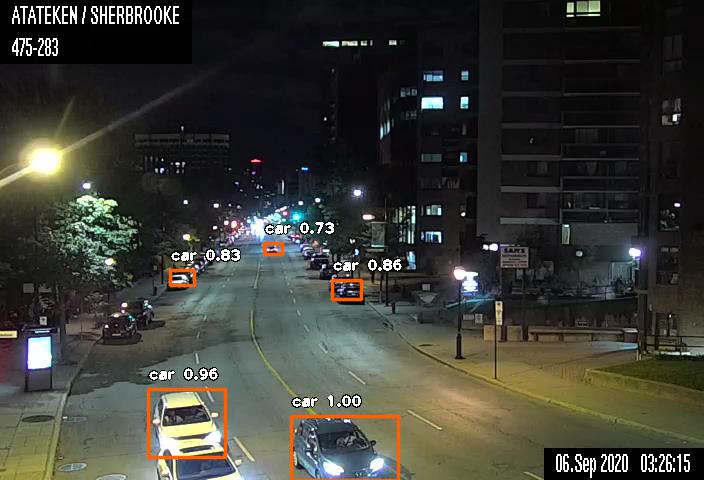 ATATEKEN / SHERBROOKE
475-283
car 0.73
car 0.83
car 0.86
SAM'S
car 0.96
car 1.00
06.Sep 2020 03:26:15